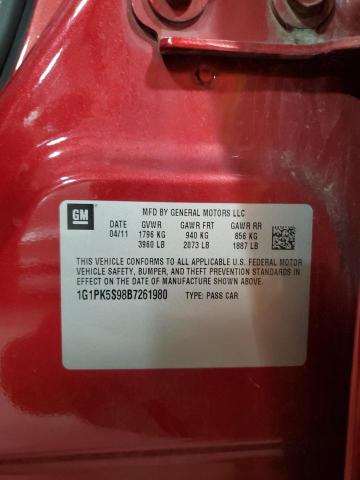 MFD BY GENERAL MOTORS LLC
GM
DATE GVWR GAWR FRT GAWR RR
04/11 1796 KG 940 KG 856 KG
3960 LB 2073 LB 1887 LB
THIS VEHICLE CONFORMS TO ALL APPLICABLE U.S. FEDERAL MOTOR
VEHICLE SAFETY, BUMPER, AND THEFT PREVENTION STANDARDS
IN EFFECT ON THE DATE OF MANUFACTURE SHOWN ABOVE.
1G1PK5S98B7261980 TYPE: PASS CAR